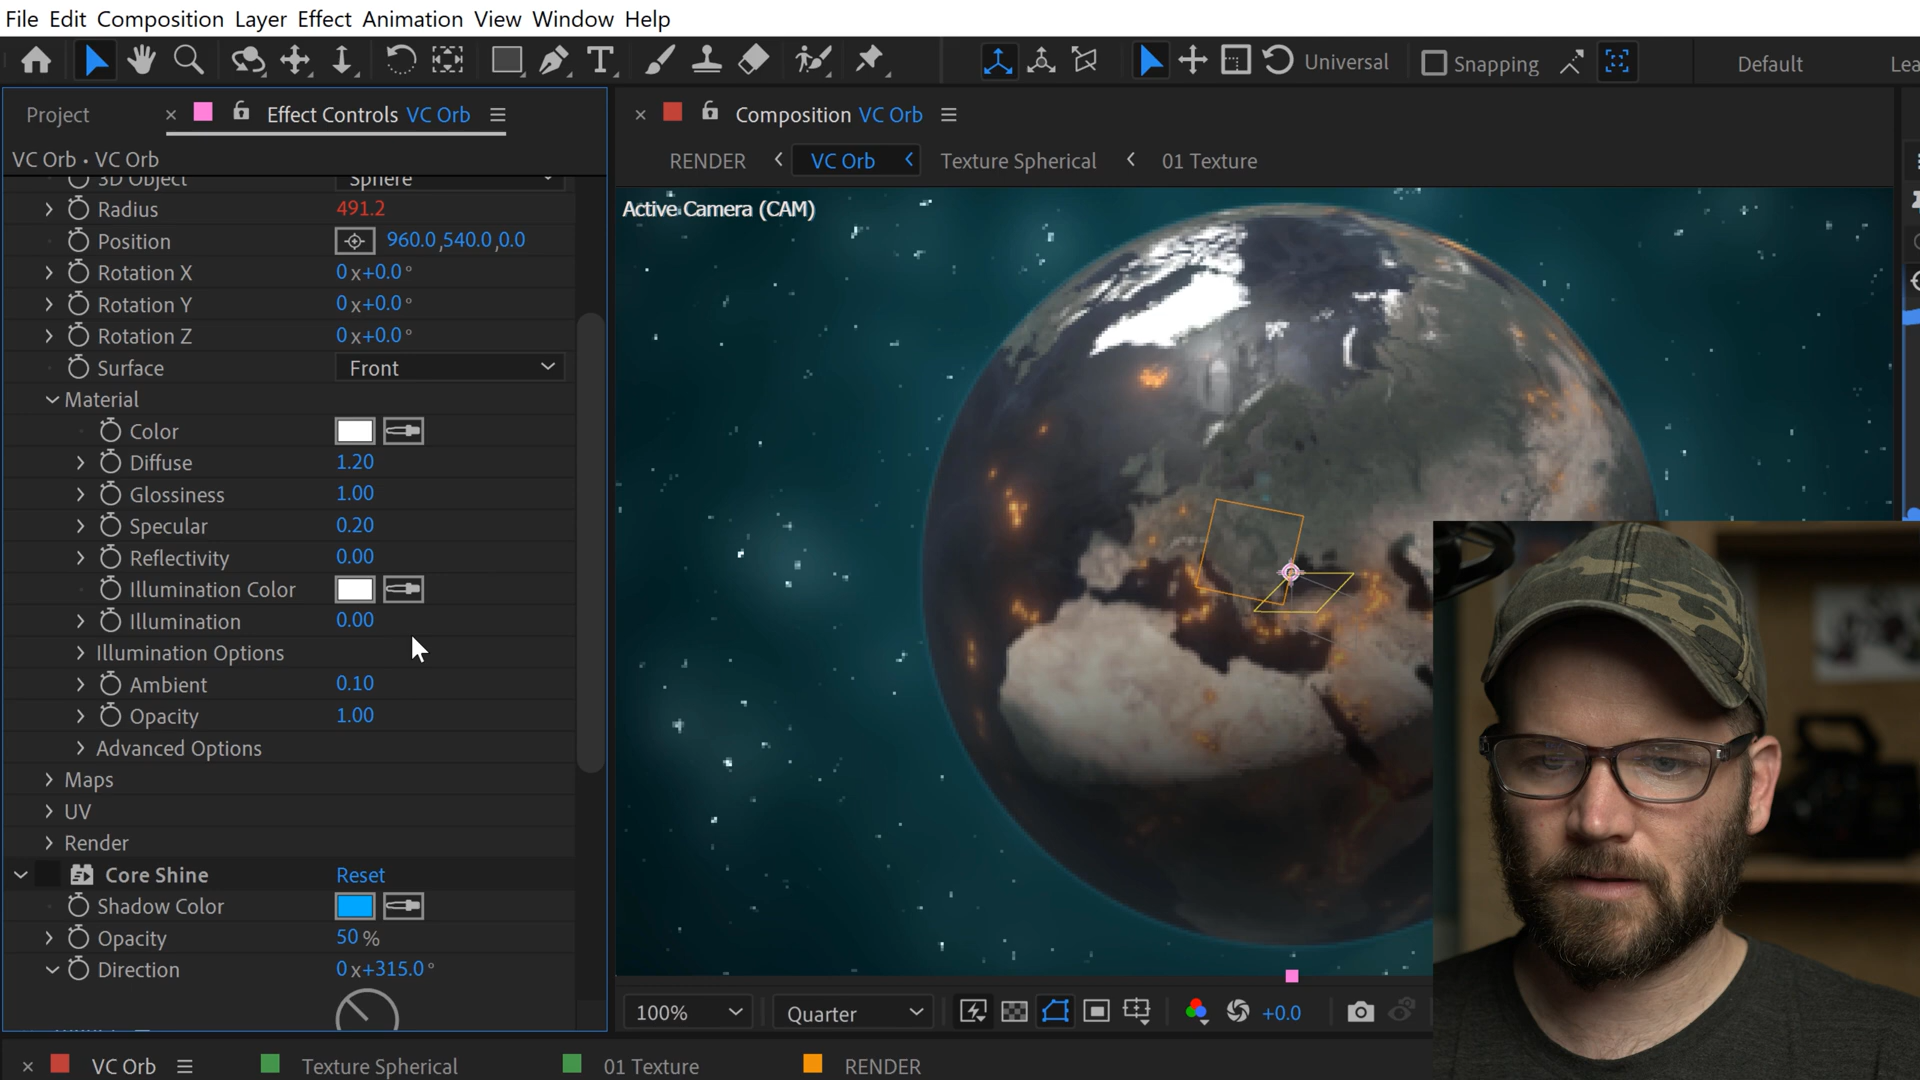 File Edit Composition Layer Effect Animation View Window Help
Universal Snapping Default Lea
Project × Effect Controls VC Orb
× Composition VC Orb
VC Orb • VC Orb
RENDER VC Orb Texture Spherical 01 Texture
3D Object Sphere
Active Camera (CAM)
Radius 491.2
Position 960.0,540.0,0.0
Rotation X 0x+0.0°
Rotation Y 0x+0.0°
Rotation Z 0x+0.0°
Surface Front
Material
Color
Diffuse 1.20
Glossiness 1.00
Specular 0.20
Reflectivity 0.00
Illumination Color
Illumination 0.00
Illumination Options
Ambient 0.10
Opacity 1.00
Advanced Options
Maps
UV
Render
Core Shine Reset
Shadow Color
Opacity 50 %
Direction 0x+315.0°
100% Quarter +0.0
× VC Orb Texture Spherical 01 Texture RENDER